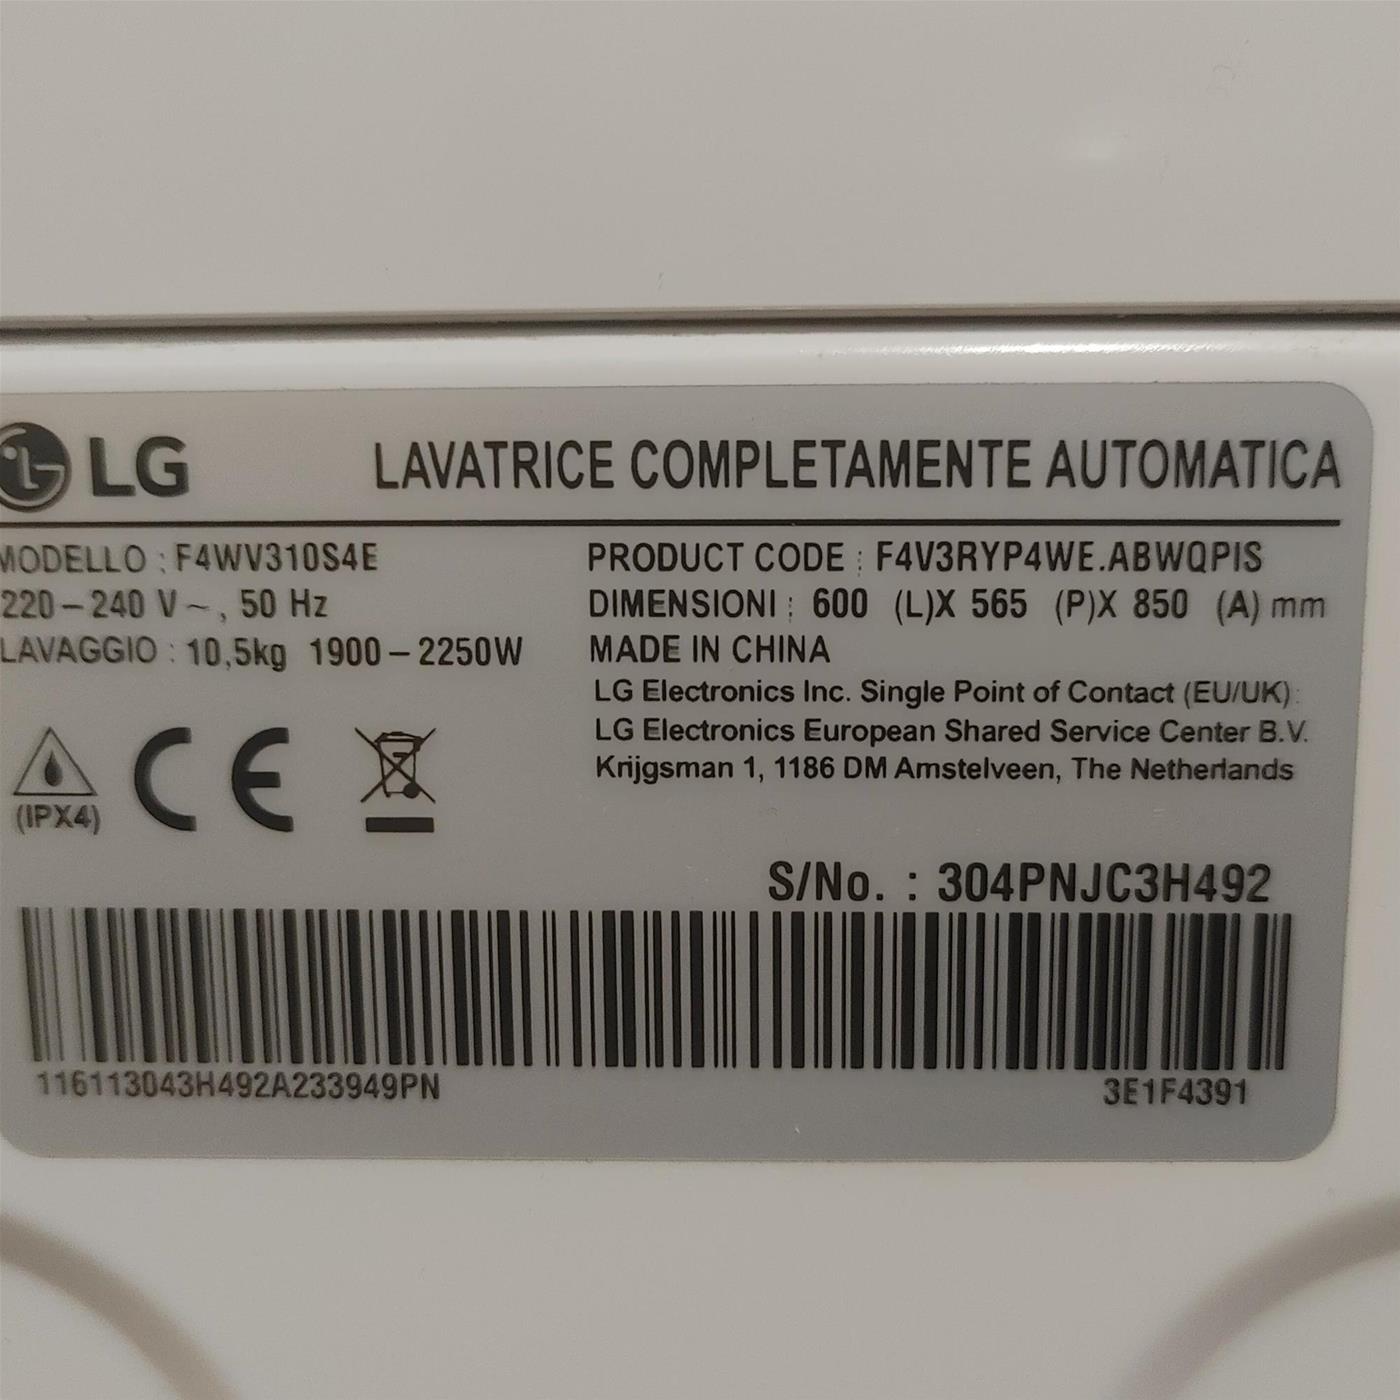 LG LAVATRICE COMPLETAMENTE AUTOMATICA
MODELLO : F4WV310S4E
220-240 V~, 50 Hz
LAVAGGIO : 10,5kg 1900-2250W
PRODUCT CODE : F4V3RYP4WE.ABWQPIS
DIMENSIONI : 600 (L)X 565 (P)X 850 (A) mm
MADE IN CHINA
LG Electronics Inc. Single Point of Contact (EU/UK):
LG Electronics European Shared Service Center B.V.
Krijgsman 1, 1186 DM Amstelveen, The Netherlands
(IPX4)
CE
S/No. : 304PNJC3H492
116113043H492A233949PN
3E1F4391